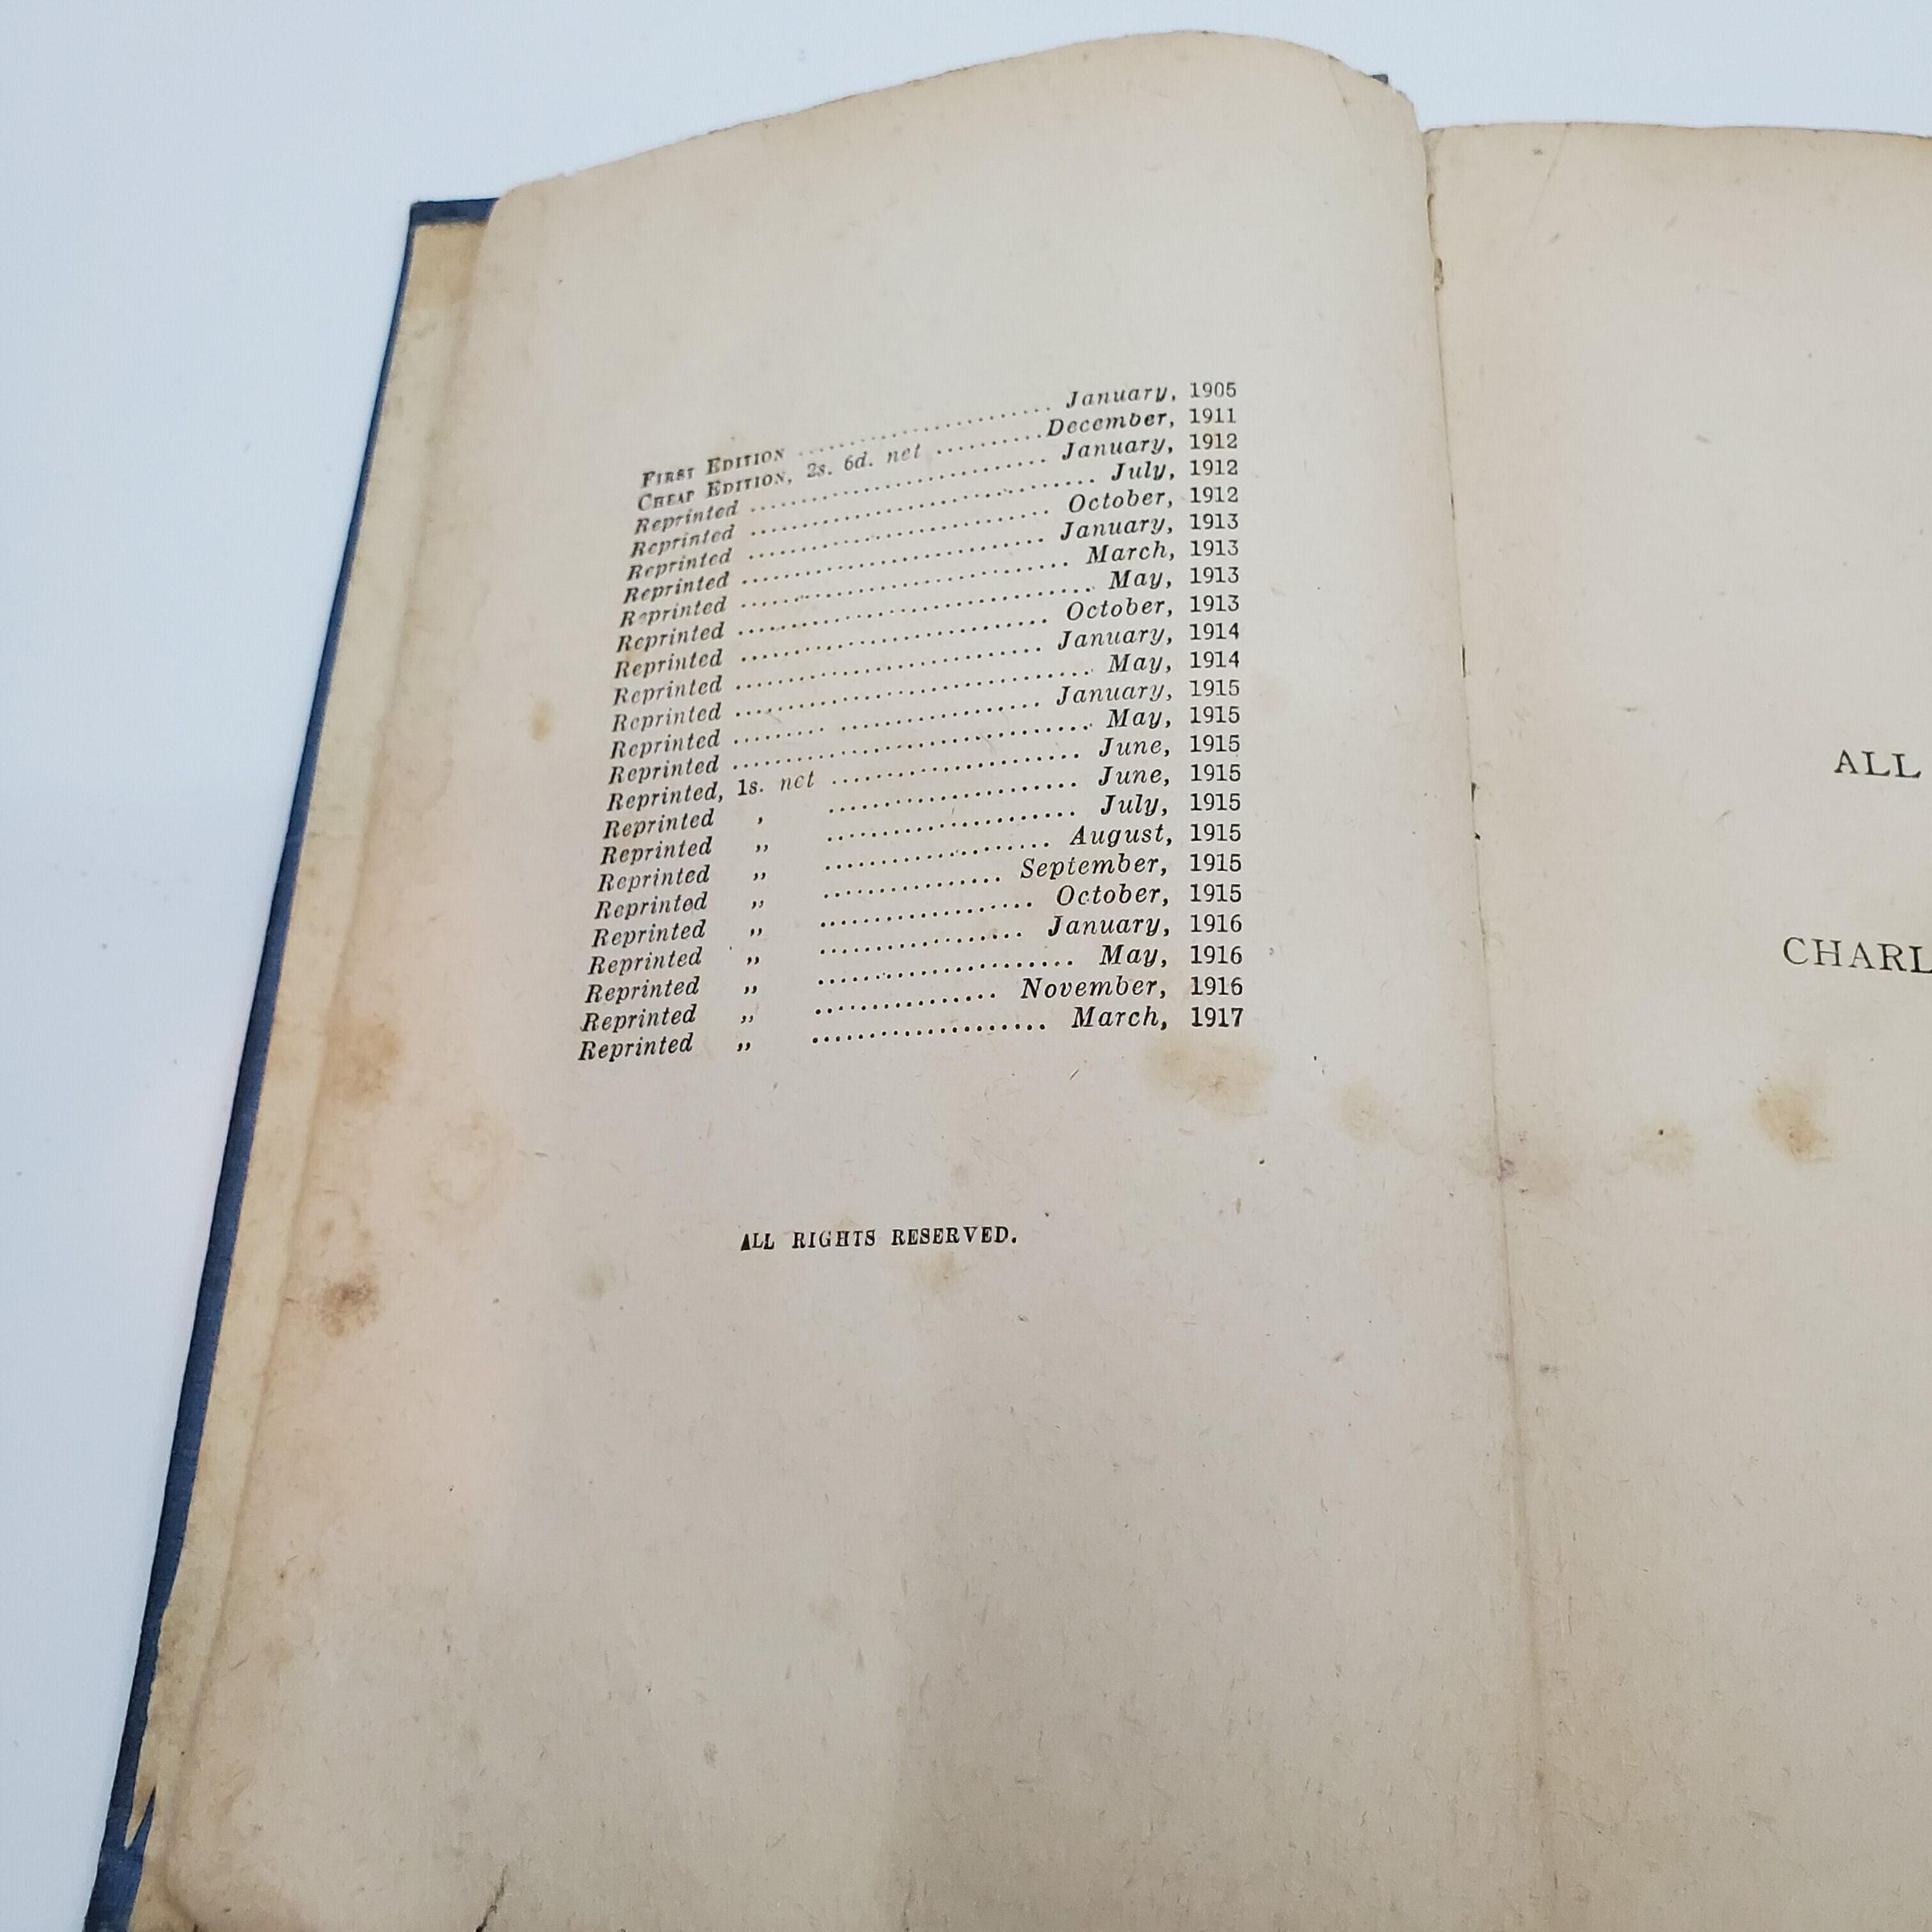 FIRST EDITION ........................ January, 1905
CHEAP EDITION, 2s. 6d. net ........... December, 1911
Reprinted ........................ January, 1912
Reprinted ........................ July, 1912
Reprinted ........................ October, 1912
Reprinted ........................ January, 1913
Reprinted ........................ March, 1913
Reprinted ........................ May, 1913
Reprinted ........................ October, 1913
Reprinted ........................ January, 1914
Reprinted ........................ May, 1914
Reprinted ........................ January, 1915
Reprinted ........................ May, 1915
Reprinted, 1s. net ..................... June, 1915
Reprinted , ..................... June, 1915
Reprinted ,, ..................... July, 1915
Reprinted ,, ..................... August, 1915
Reprinted ,, ................ September, 1915
Reprinted ,, ................... October, 1915
Reprinted ,, .................. January, 1916
Reprinted ,, ....................... May, 1916
Reprinted ,, ................ November, 1916
Reprinted ,, ..................... March, 1917
ALL RIGHTS RESERVED.
ALL
CHARL